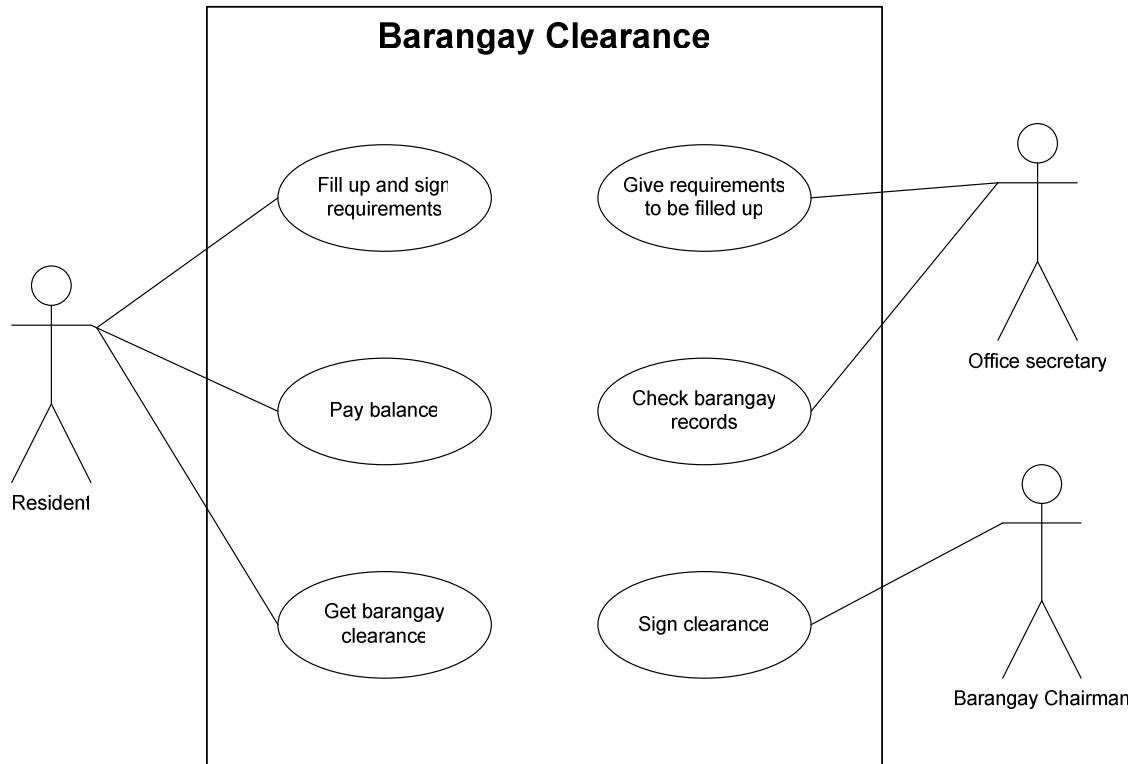 Barangay Clearance
Fill up and sign
requirements
Give requirements
to be filled up
Office secretary
Pay balance
Check barangay
records
Resident
Get barangay
clearance
Sign clearance
Barangay Chairman